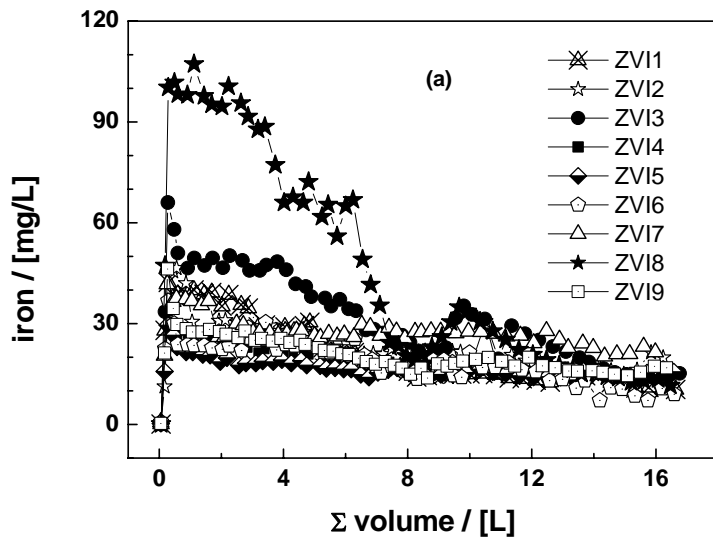 120
90
60
30
0
iron / [mg/L]
(a)
ZVI1
ZVI2
ZVI3
ZVI4
ZVI5
ZVI6
ZVI7
ZVI8
ZVI9
0 4 8 12 16
Σ volume / [L]